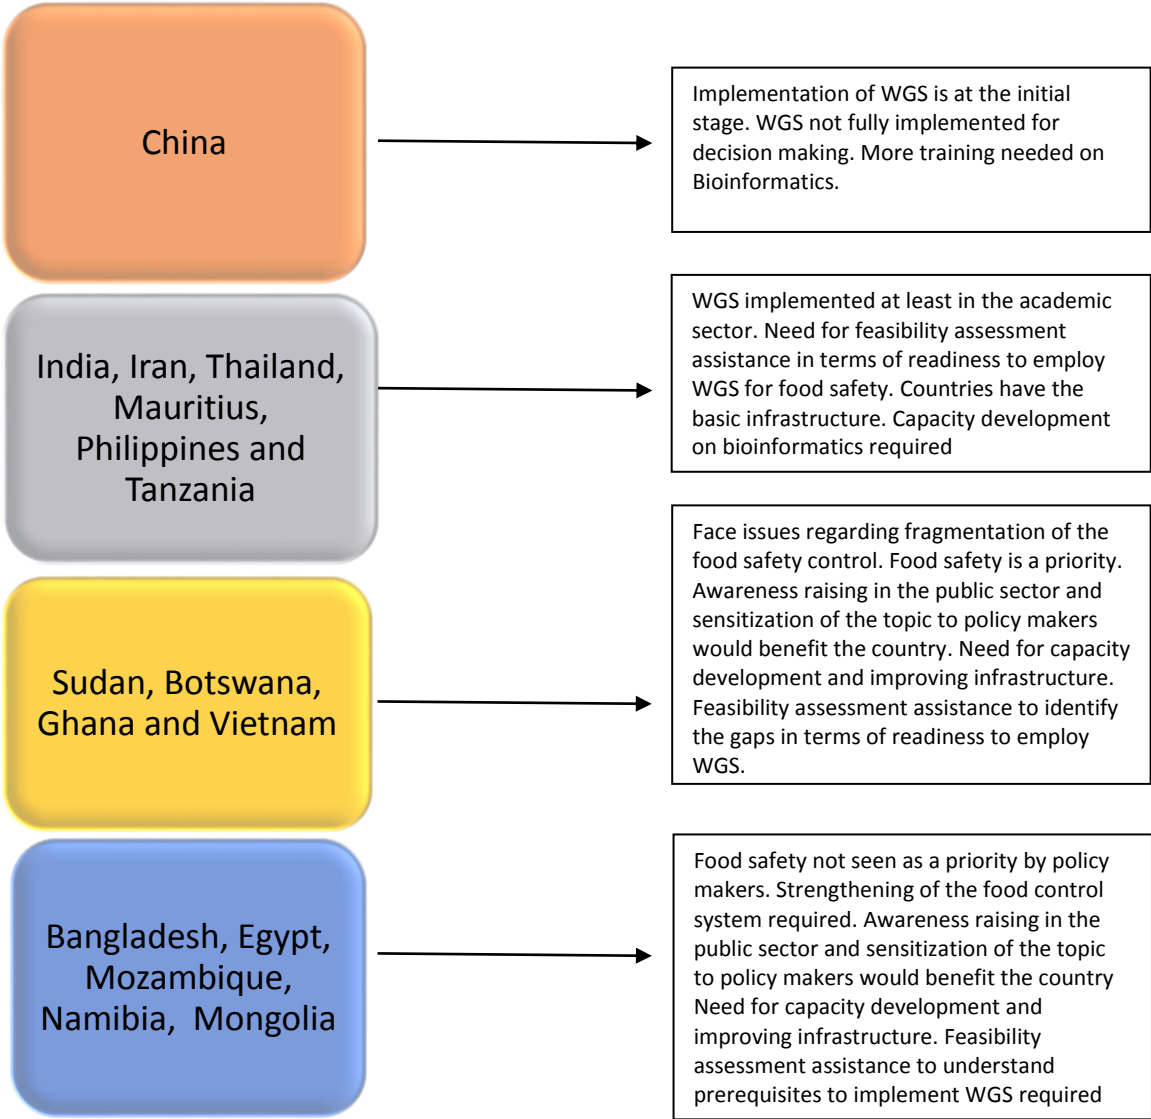 China
Implementation of WGS is at the initial
stage. WGS not fully implemented for
decision making. More training needed on
Bioinformatics.
India, Iran, Thailand,
Mauritius,
Philippines and
Tanzania
WGS implemented at least in the academic
sector. Need for feasibility assessment
assistance in terms of readiness to employ
WGS for food safety. Countries have the
basic infrastructure. Capacity development
on bioinformatics required
Sudan, Botswana,
Ghana and Vietnam
Face issues regarding fragmentation of the
food safety control. Food safety is a priority.
Awareness raising in the public sector and
sensitization of the topic to policy makers
would benefit the country. Need for capacity
development and improving infrastructure.
Feasibility assessment assistance to identify
the gaps in terms of readiness to employ
WGS.
Bangladesh, Egypt,
Mozambique,
Namibia, Mongolia
Food safety not seen as a priority by policy
makers. Strengthening of the food control
system required. Awareness raising in the
public sector and sensitization of the topic
to policy makers would benefit the country
Need for capacity development and
improving infrastructure. Feasibility
assessment assistance to understand
prerequisites to implement WGS required